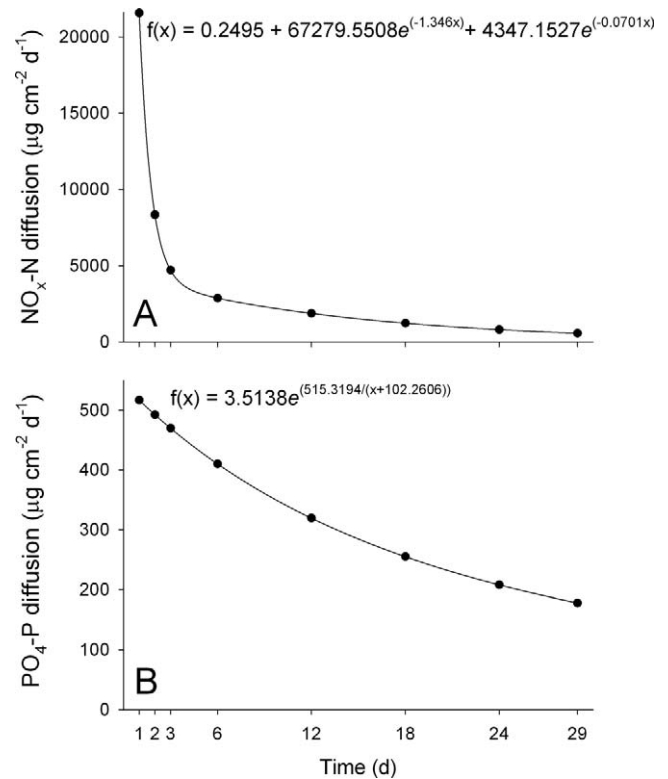 f(x) = 0.2495 + 67279.5508e^(-1.346x) + 4347.1527e^(-0.0701x)
20000
15000
10000
5000
0
NOₓ-N diffusion (µg cm⁻² d⁻¹)
A
f(x) = 3.5138e^(515.3194/(x+102.2606))
500
400
300
200
100
0
PO₄-P diffusion (µg cm⁻² d⁻¹)
B
1 2 3 6 12 18 24 29
Time (d)